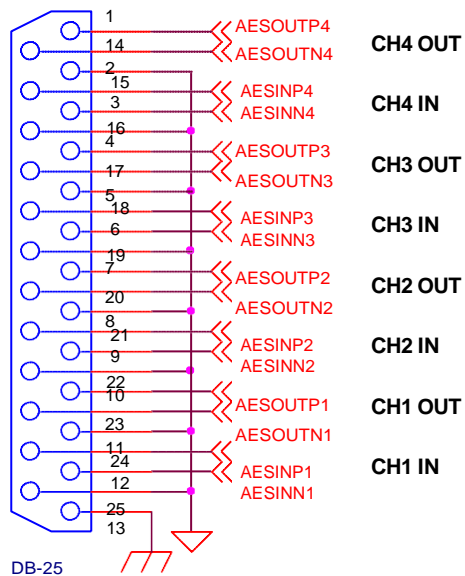 1
AESOUTP4
14
AESOUTN4
CH4 OUT
2
15
AESINP4
3
AESINN4
CH4 IN
16
4
AESOUTP3
17
AESOUTN3
CH3 OUT
5
18
AESINP3
6
AESINN3
CH3 IN
19
7
AESOUTP2
20
AESOUTN2
CH2 OUT
8
21
AESINP2
9
AESINN2
CH2 IN
22
10
AESOUTP1
23
AESOUTN1
CH1 OUT
11
24
AESINP1
12
AESINN1
CH1 IN
25
13
DB-25